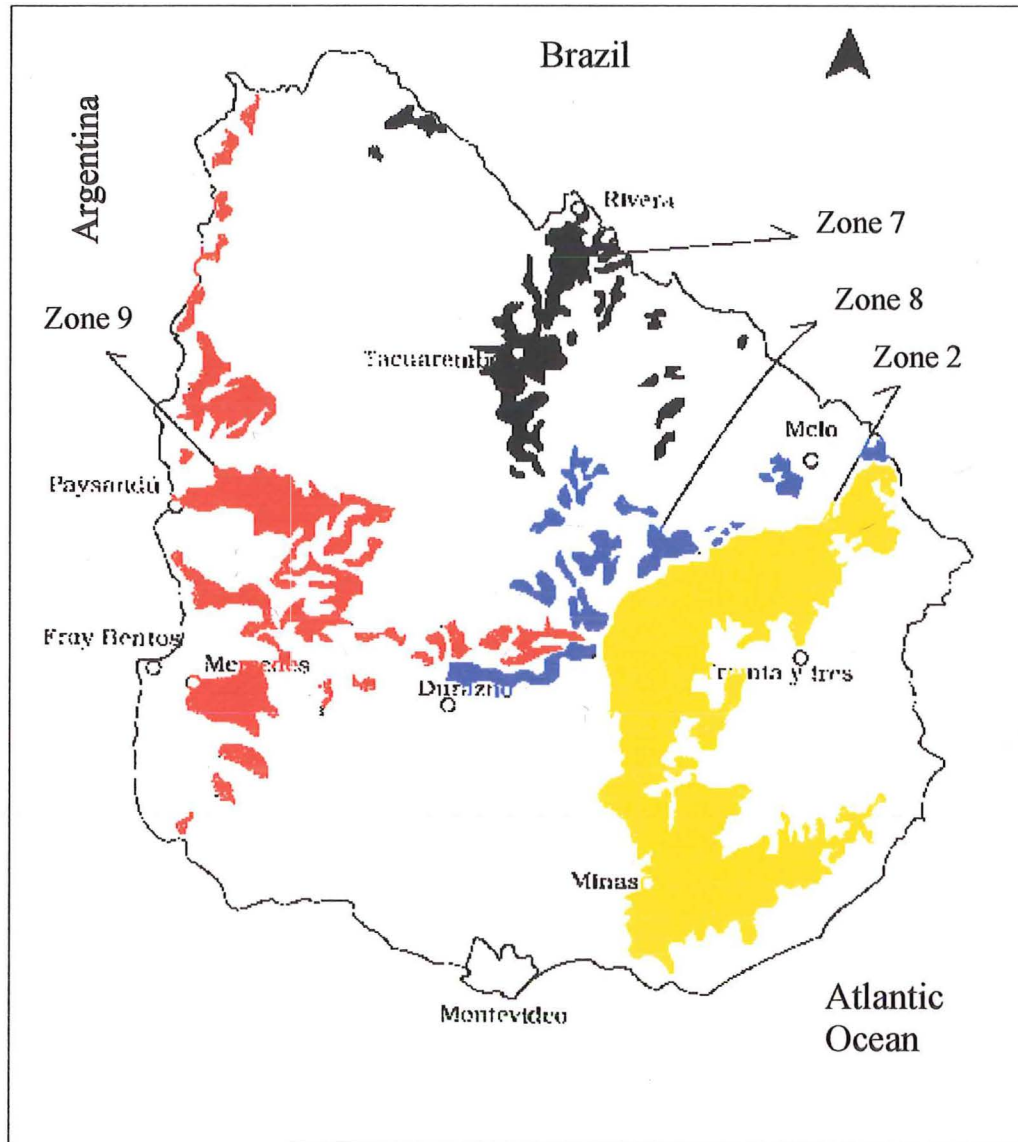 Brazil
Argentina
Rivera
Zone 7
Zone 8
Zone 9
Tacuarembó
Zone 2
Melo
Paysandú
Fray Bentos
Mercedes
Durazno
Treinta y tres
Minas
Montevideo
Atlantic
Ocean